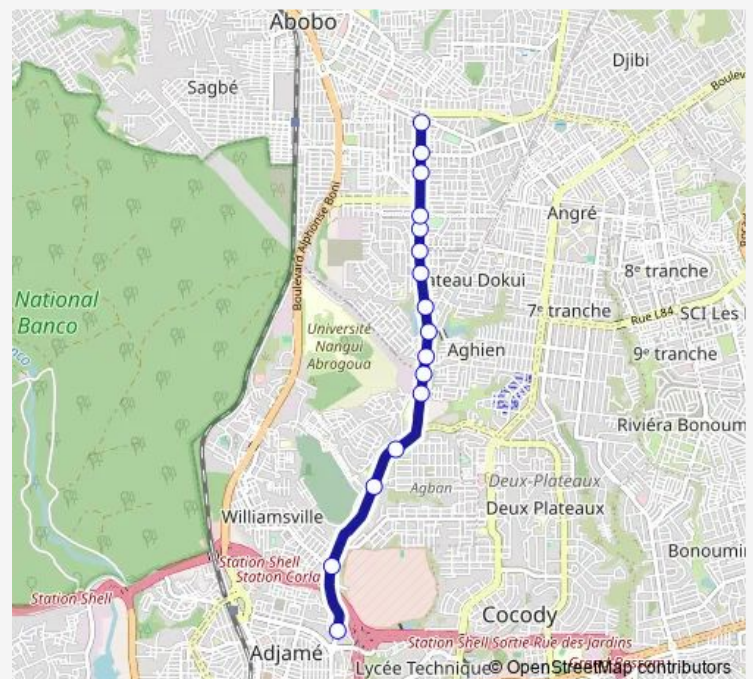 Abobo
Djibi
Boulev
Sagbé
Boulevard Alphonse Boni
Angré
8ᵉ tranche
ateau Dokui
National
Banco
7ᵉ tranche
Rue L84
SCI Les
Université
Nangui
Abrogoua
Aghien
9ᵉ tranche
Riviéra Bonoum
Agban
Deux-Plateaux
Deux Plateaux
Williamsville
Bonoumi
Station Shell
Station Corla
Station Shell
Cocody
Station Shell Sortie Rue des Jardins
Adjamé
Lycée Technique
© OpenStreetMap contributors